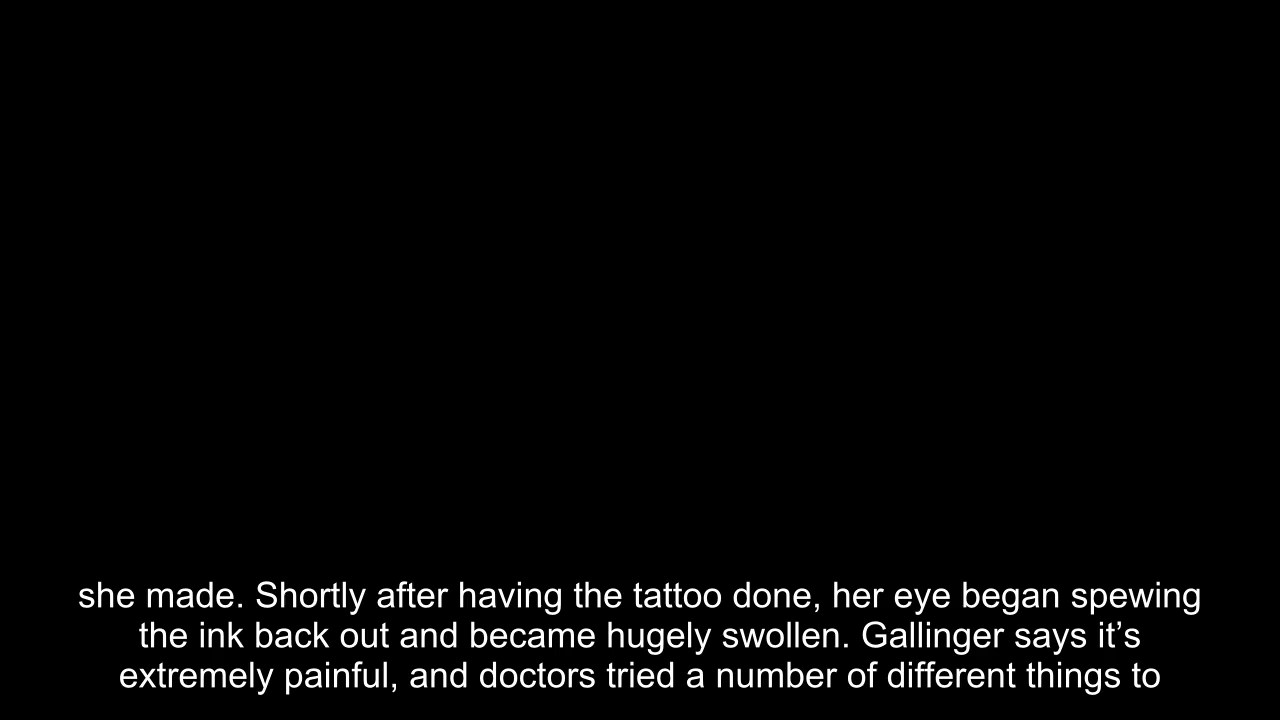 she made. Shortly after having the tattoo done, her eye began spewing
the ink back out and became hugely swollen. Gallinger says it’s
extremely painful, and doctors tried a number of different things to